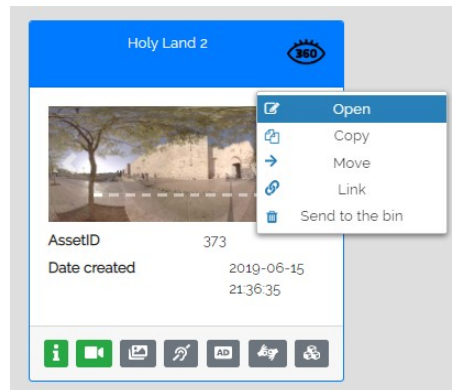 Holy Land 2
360
Open
Copy
Move
Link
Send to the bin
AssetID 373
Date created 2019-06-15
21:36:35
AD